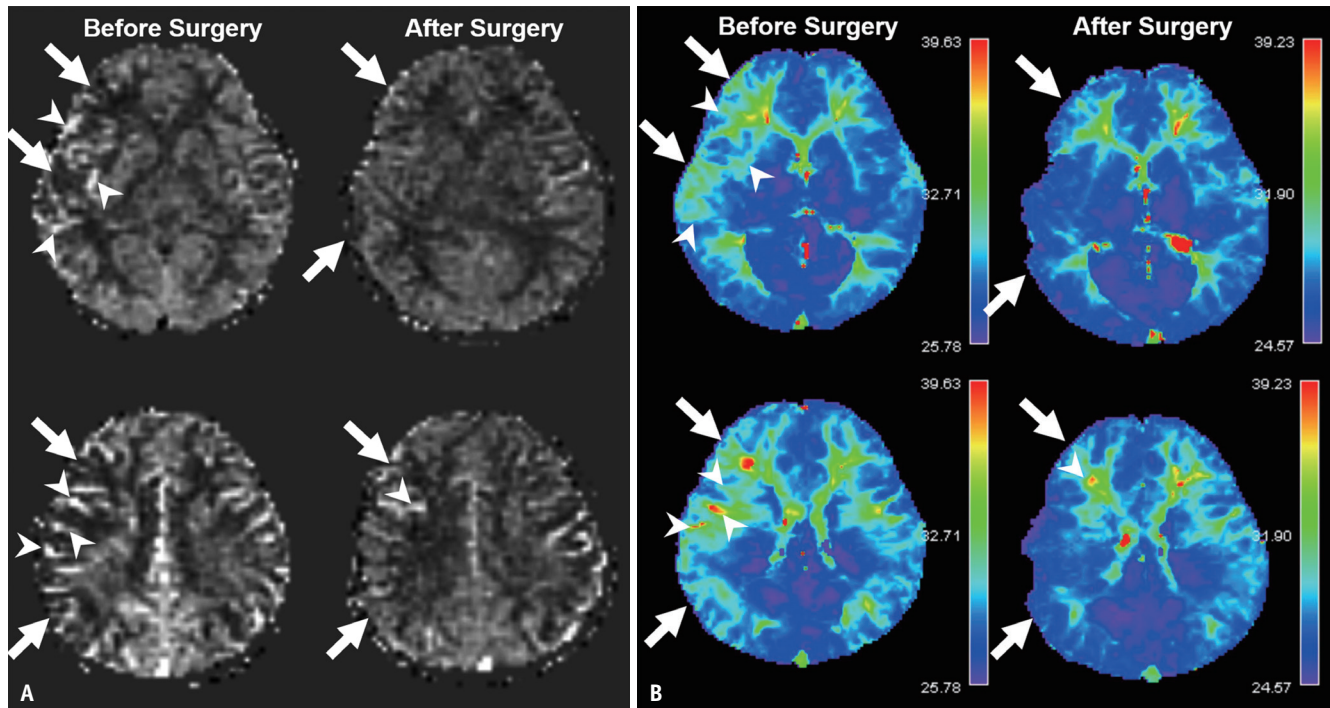 Before Surgery
After Surgery
A
Before Surgery
39.63
32.71
25.78
After Surgery
39.23
31.90
24.57
39.63
32.71
25.78
39.23
31.90
24.57
B